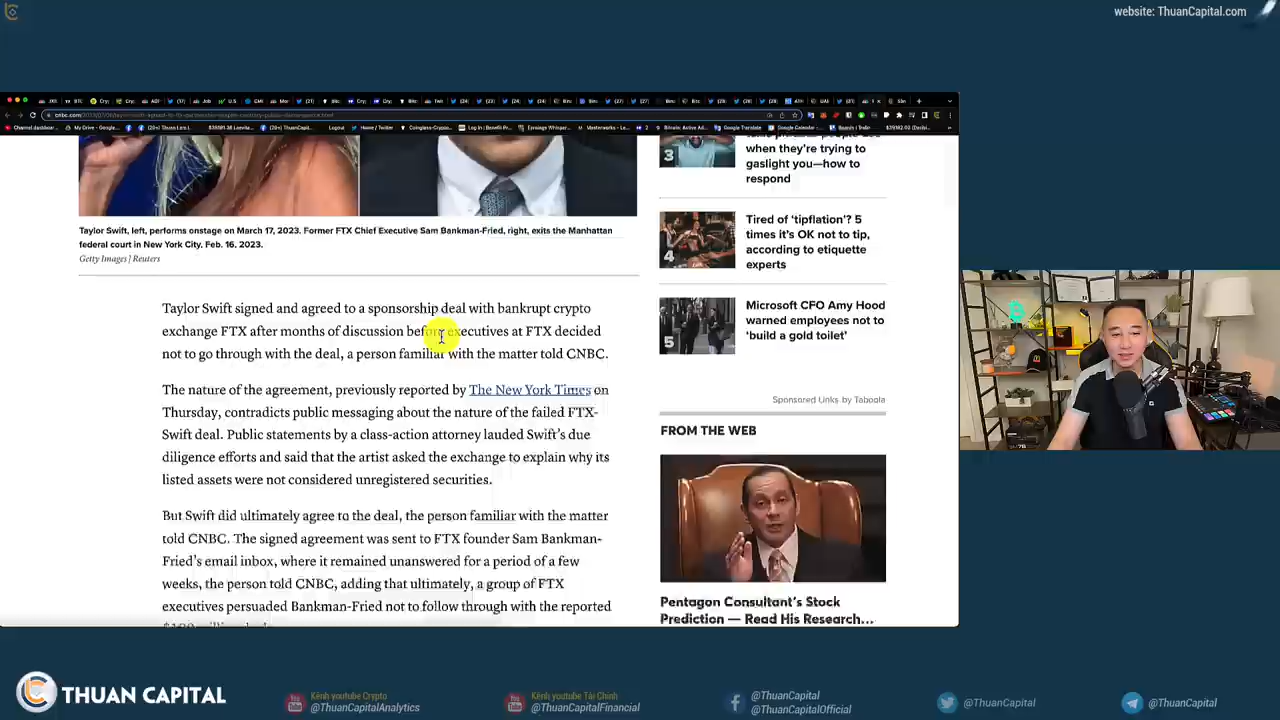 website: ThuanCapital.com
3
when they're trying to
gaslight you—how to
respond
Taylor Swift, left, performs onstage on March 17, 2023. Former FTX Chief Executive Sam Bankman-Fried, right, exits the Manhattan
federal court in New York City. Feb. 16. 2023.
Getty Images | Reuters
4
Tired of 'tipflation'? 5
times it's OK not to tip,
according to etiquette
experts
Taylor Swift signed and agreed to a sponsorship deal with bankrupt crypto
exchange FTX after months of discussion before executives at FTX decided
not to go through with the deal, a person familiar with the matter told CNBC.
5
Microsoft CFO Amy Hood
warned employees not to
'build a gold toilet'
The nature of the agreement, previously reported by The New York Times on
Thursday, contradicts public messaging about the nature of the failed FTX-
Swift deal. Public statements by a class-action attorney lauded Swift's due
diligence efforts and said that the artist asked the exchange to explain why its
listed assets were not considered unregistered securities.
Sponsored Links by Taboola
FROM THE WEB
But Swift did ultimately agree to the deal, the person familiar with the matter
told CNBC. The signed agreement was sent to FTX founder Sam Bankman-
Fried's email inbox, where it remained unanswered for a period of a few
weeks, the person told CNBC, adding that ultimately, a group of FTX
executives persuaded Bankman-Fried not to follow through with the reported
Pentagon Consultant's Stock
Prediction — Read His Research...
THUAN CAPITAL
Kênh youtube Crypto
@ThuanCapitalAnalytics
Kênh youtube Tài Chính
@ThuanCapitalFinancial
@ThuanCapital
@ThuanCapitalOfficial
@ThuanCapital
@ThuanCapital